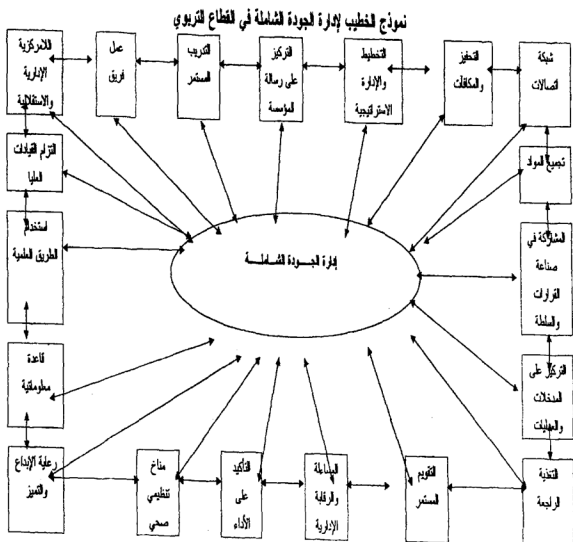 نموذج الخطيب لإدارة الجودة الشاملة في القطاع التربوي
شبكة
اتصالات
التحفيز
والمكافآت
التخطيط
والإدارة
الاستراتيجية
التركيز
على رسالة
المؤسسة
التدريب
المستمر
عمل
فريق
اللامركزية
الإدارية
والاستقلالية
تجميع المواد
التزام القيادات
العليا
المشاركة في
صناعة
القرارات
والسلطة
إدارة الجودة الشاملة
استخدام
الطريق العلمية
التركيز على
المدخلات
والعمليات
قاعدة
معلوماتية
التغذية
الراجعة
التقويم
المستمر
المساءلة
والرقابة
الإدارية
التأكيد
على
الأداء
مناخ
تنظيمي
صحي
رعاية الإبداع
والتميز